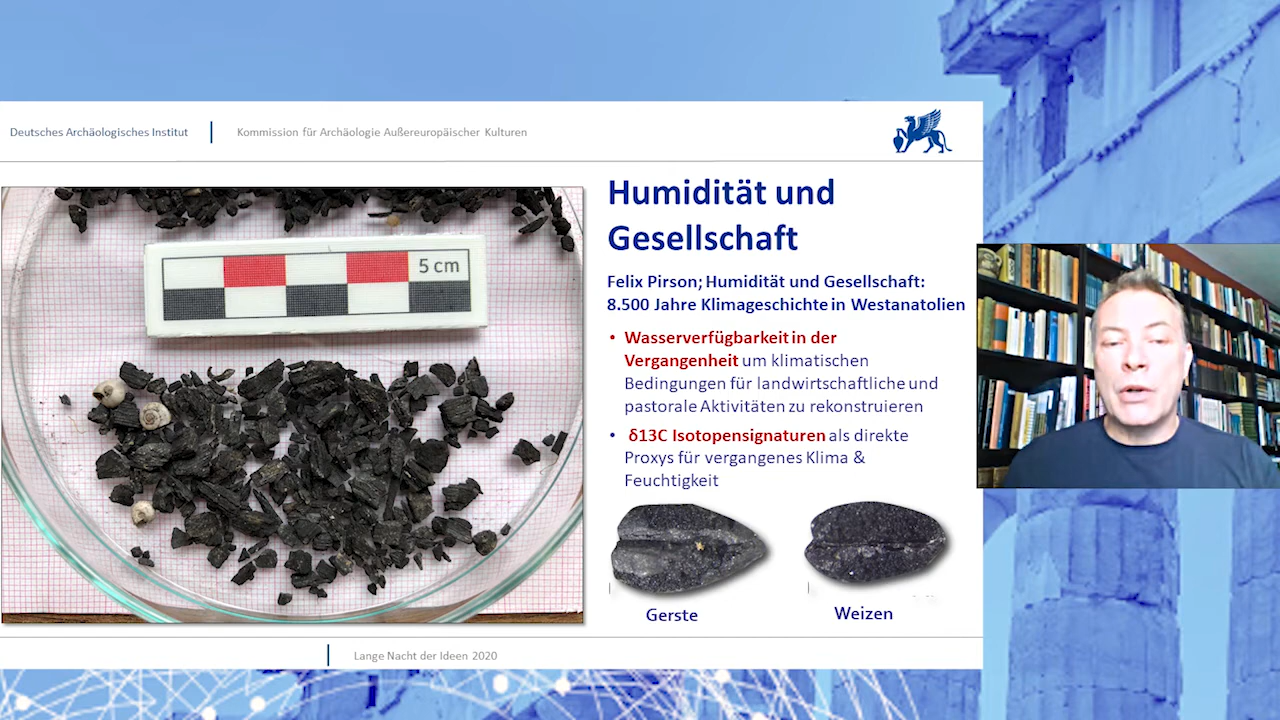 Deutsches Archäologisches Institut
Kommission für Archäologie Außereuropäischer Kulturen
5 cm
Humidität und
Gesellschaft
Felix Pirson; Humidität und Gesellschaft:
8.500 Jahre Klimageschichte in Westanatolien
• Wasserverfügbarkeit in der
Vergangenheit um klimatischen
Bedingungen für landwirtschaftliche und
pastorale Aktivitäten zu rekonstruieren
• δ13C Isotopensignaturen als direkte
Proxys für vergangenes Klima &
Feuchtigkeit
Gerste
Weizen
Lange Nacht der Ideen 2020